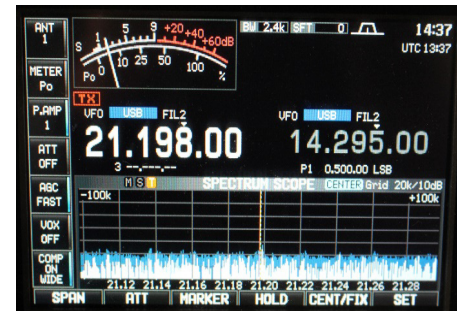 ANT
1
METER
Po
P.AMP
1
ATT
OFF
AGC
FAST
VOX
OFF
COMP
ON
WIDE
S 1 5 9 +20 +40 +60dB
Po 0 10 25 50 100 %
BW 2.4k SFT 0
14:37
UTC 13:37
TX
VFO USB FIL2
21.198.00
3 --.---.--
VFO USB FIL2
14.295.00
P1 0.500.00 LSB
M S T SPECTRUM SCOPE CENTER Grid 20k/10dB
-100k +100k
21.12 21.14 21.16 21.18 21.20 21.22 21.24 21.26 21.28
SPAN ATT MARKER HOLD CENT/FIX SET